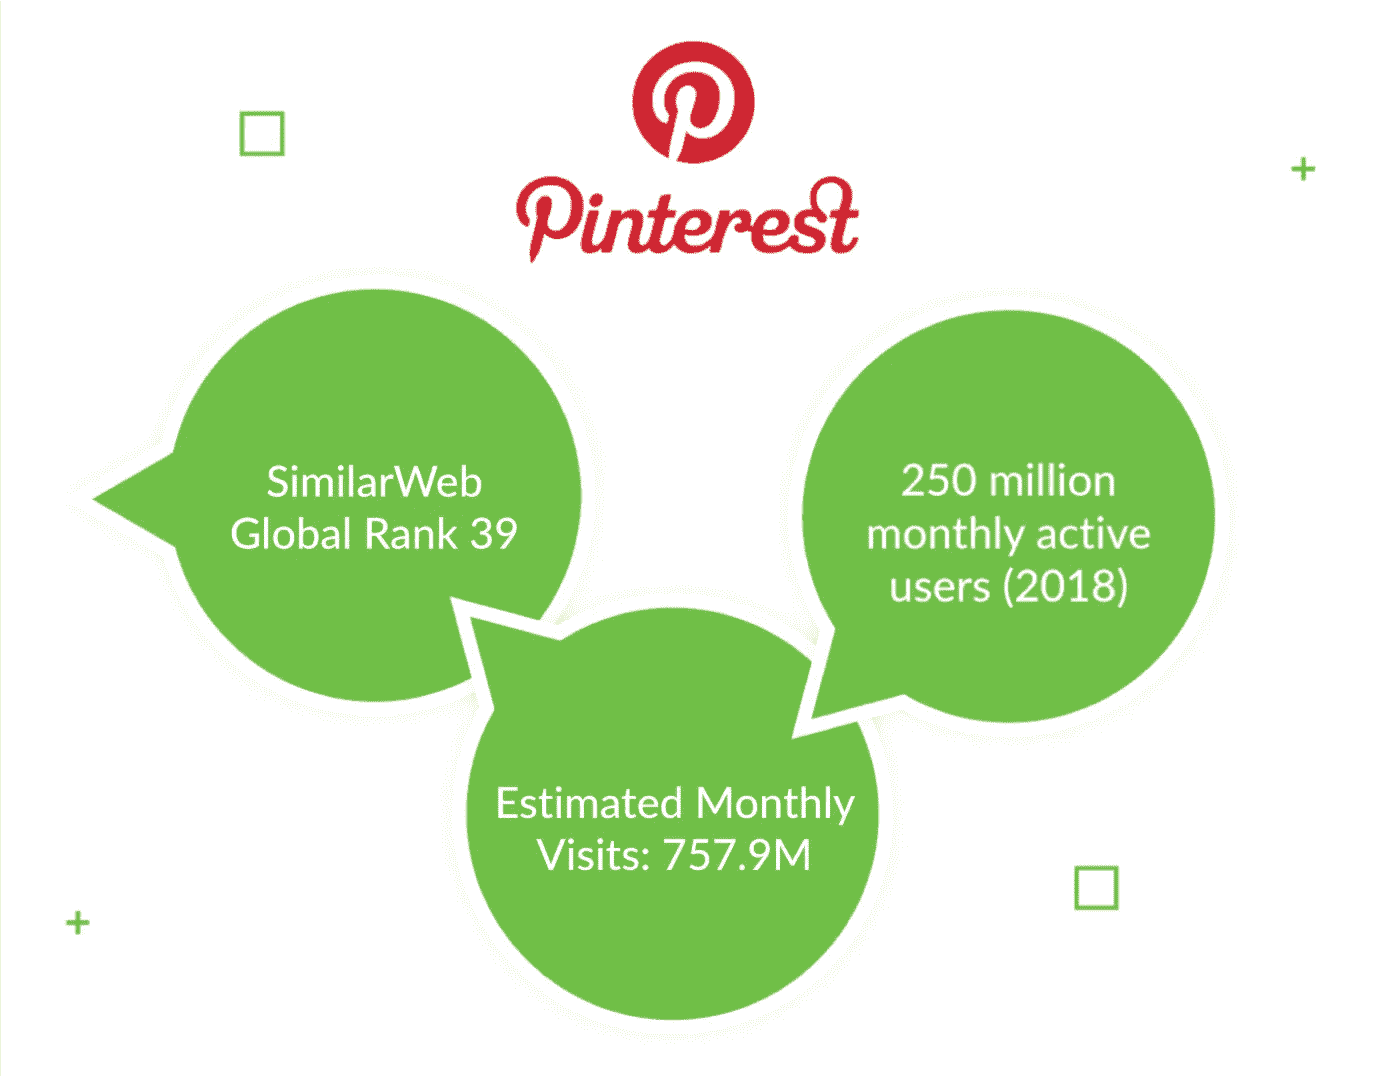 Pinterest
SimilarWeb
Global Rank 39
250 million
monthly active
users (2018)
Estimated Monthly
Visits: 757.9M